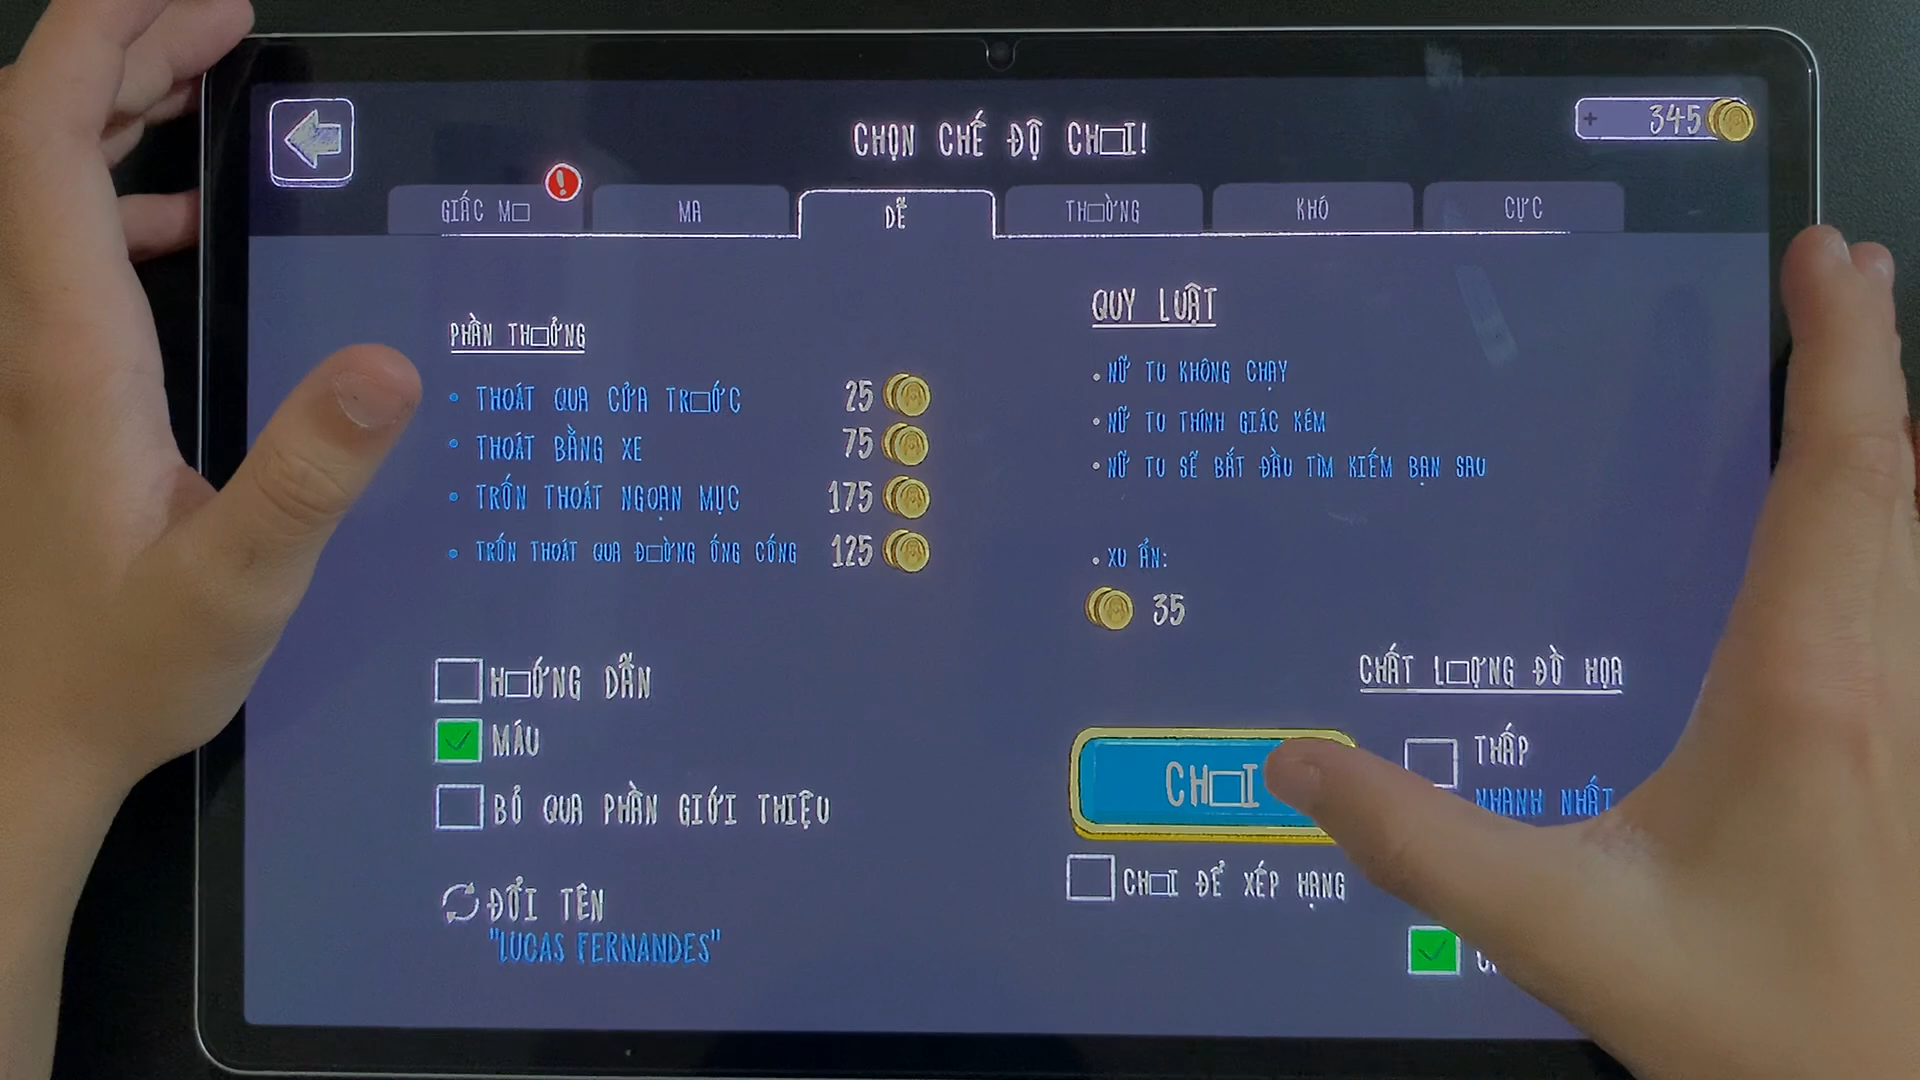 CHỌN CHẾ ĐỘ CH□I!
+ 345
GIẤC M□
!
MA
DỄ
TH□ỜNG
KHÓ
CỰC
PHẦN TH□ỞNG
• THOÁT QUA CỬA TR□ỚC 25
• THOÁT BẰNG XE 75
• TRỐN THOÁT NGOẠN MỤC 175
• TRỐN THOÁT QUA Đ□ỜNG ỐNG CỐNG 125
QUY LUẬT
• NỮ TU KHÔNG CHẠY
• NỮ TU THÍNH GIÁC KÉM
• NỮ TU SẼ BẮT ĐẦU TÌM KIẾM BẠN SAU
• XU ẨN:
35
H□ỚNG DẪN
MÁU
BỎ QUA PHẦN GIỚI THIỆU
ĐỔI TÊN
"LUCAS FERNANDES"
CHẤT L□ỢNG ĐỒ HỌA
THẤP
NHANH NHẤT
CH□I
CH□I ĐỂ XẾP HẠNG